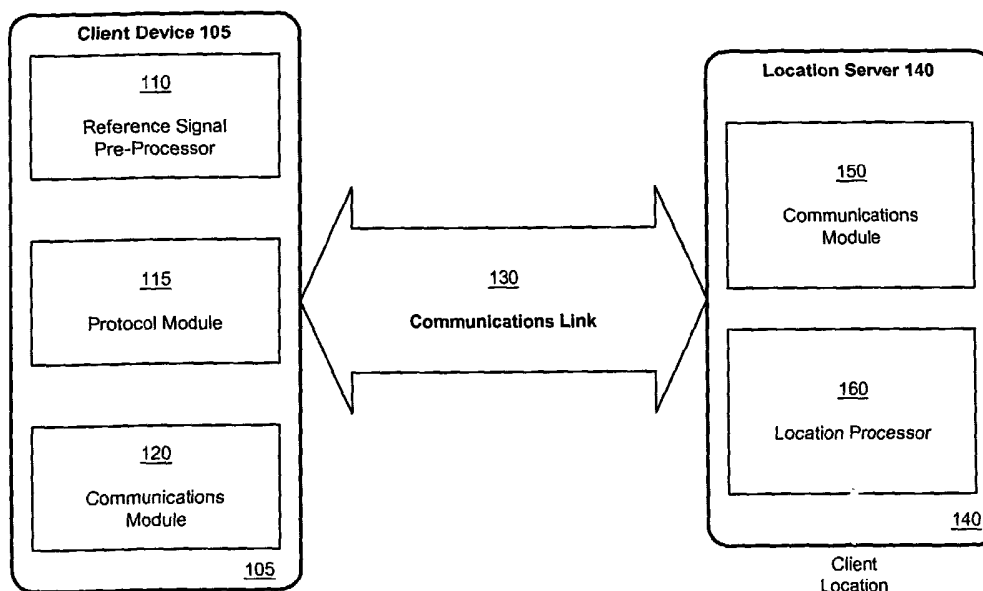 Client Device 105
110
Reference Signal
Pre-Processor
115
Protocol Module
120
Communications
Module
105
130
Communications Link
Location Server 140
150
Communications
Module
160
Location Processor
140
Client
Location